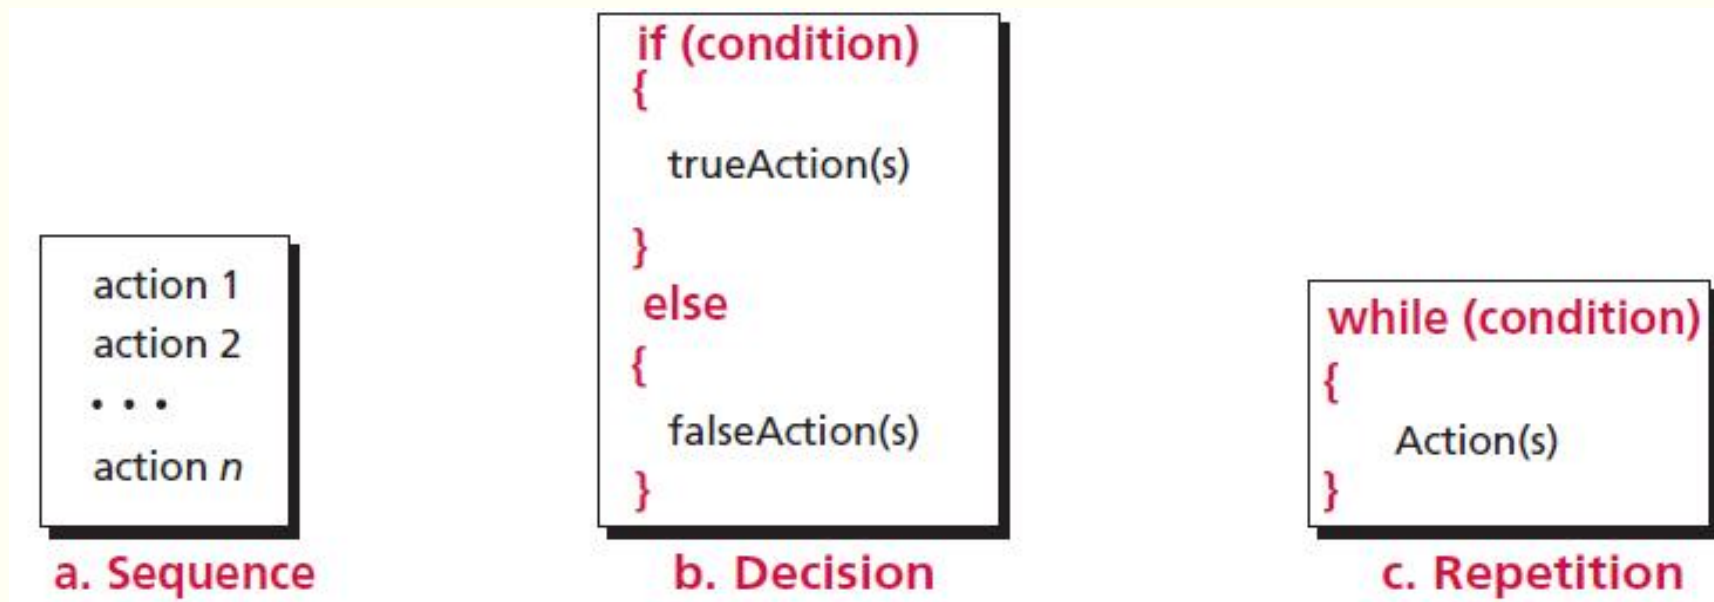 action 1
action 2
. . .
action n
a. Sequence
if (condition)
{
trueAction(s)
}
else
{
falseAction(s)
}
b. Decision
while (condition)
{
Action(s)
}
c. Repetition